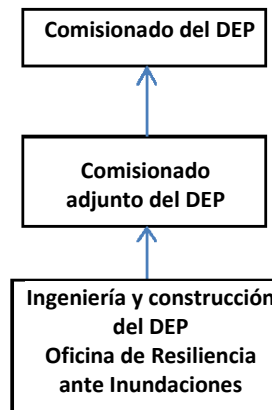 Comisionado del DEP
Comisionado
adjunto del DEP
Ingeniería y construcción
del DEP
Oficina de Resiliencia
ante Inundaciones